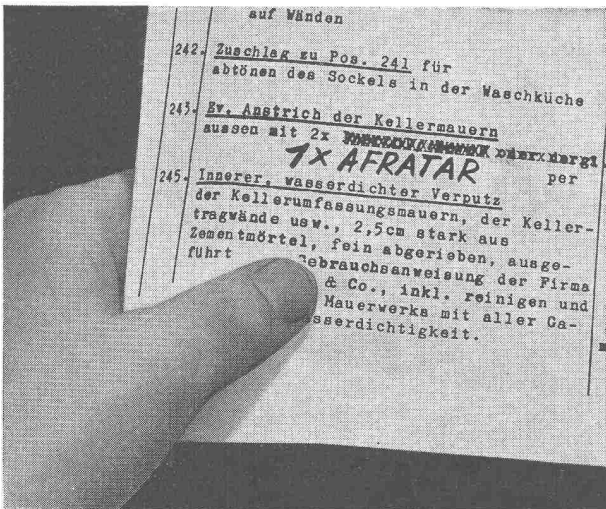 auf Wänden
242. Zuschlag zu Pos. 241 für
abtönen des Sockels in der Waschküche
243. Ev. Anstrich der Kellermauern
aussen mit 2x oder dergl.
1x AFRATAR per
245. Innerer, wasserdichter Verputz
der Kellerumfassungsmauern, der Keller-
tragwände usw., 2,5cm stark aus
Zementmörtel, fein abgerieben, ausge-
führt Gebrauchsanweisung der Firma
& Co., inkl. reinigen und
Mauerwerks mit aller Ga-
sserdichtigkeit.